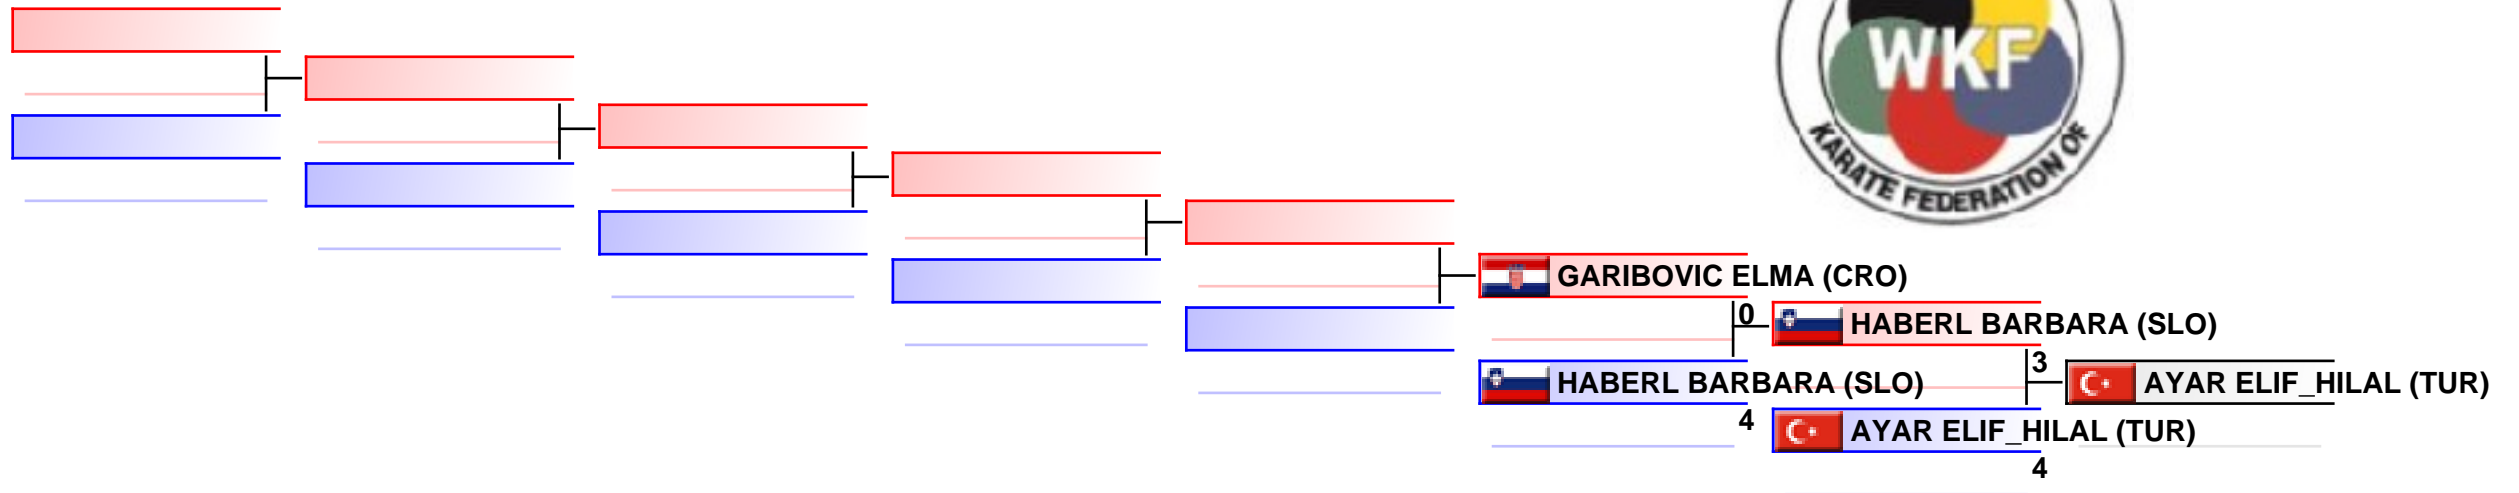 WKF
KARATE FEDERATION OF
GARIBOVIC ELMA (CRO)
0
HABERL BARBARA (SLO)
3
HABERL BARBARA (SLO)
4
AYAR ELIF_HILAL (TUR)
AYAR ELIF_HILAL (TUR)
4